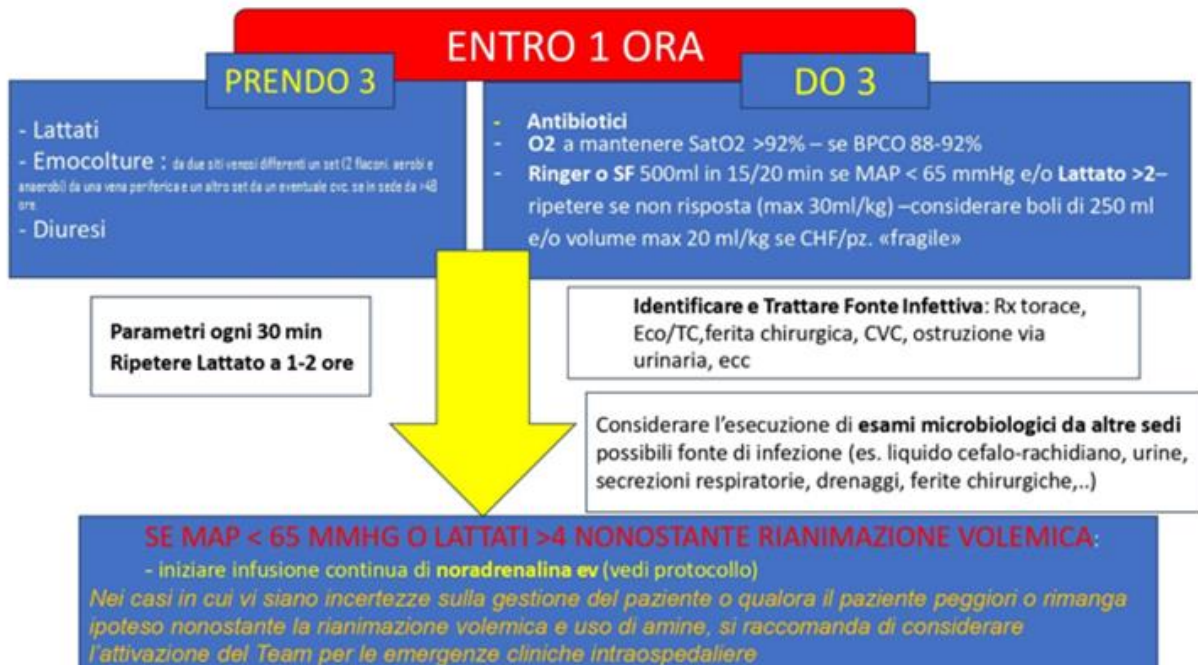 ENTRO 1 ORA
PRENDO 3
- Lattati
- Emocolture : da due siti venosi differenti un set (2 flaconi, aerobi e
anaerobi) da una vena periferica e un altro set da un eventuale cvc, se in sede da >48
ore
- Diuresi
DO 3
- Antibiotici
- O2 a mantenere SatO2 >92% – se BPCO 88-92%
- Ringer o SF 500ml in 15/20 min se MAP < 65 mmHg e/o Lattato >2–
ripetere se non risposta (max 30ml/kg) –considerare boli di 250 ml
e/o volume max 20 ml/kg se CHF/pz. «fragile»
Parametri ogni 30 min
Ripetere Lattato a 1-2 ore
Identificare e Trattare Fonte Infettiva: Rx torace,
Eco/TC,ferita chirurgica, CVC, ostruzione via
urinaria, ecc
Considerare l'esecuzione di esami microbiologici da altre sedi
possibili fonte di infezione (es. liquido cefalo-rachidiano, urine,
secrezioni respiratorie, drenaggi, ferite chirurgiche,..)
SE MAP < 65 MMHG O LATTATI >4 NONOSTANTE RIANIMAZIONE VOLEMICA:
- iniziare infusione continua di noradrenalina ev (vedi protocollo)
Nei casi in cui vi siano incertezze sulla gestione del paziente o qualora il paziente peggiori o rimanga
ipoteso nonostante la rianimazione volemica e uso di amine, si raccomanda di considerare
l'attivazione del Team per le emergenze cliniche intraospedaliere